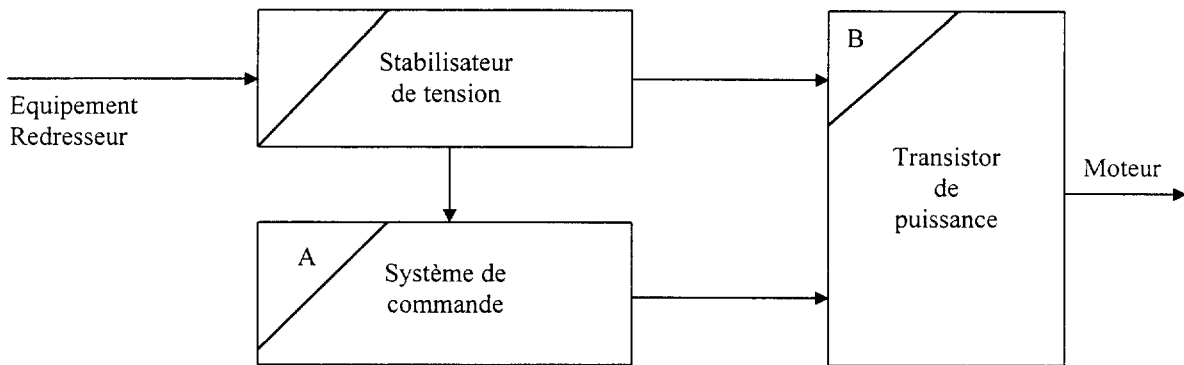 Equipement
Redresseur
Stabilisateur
de tension
A
Système de
commande
B
Transistor
de
puissance
Moteur